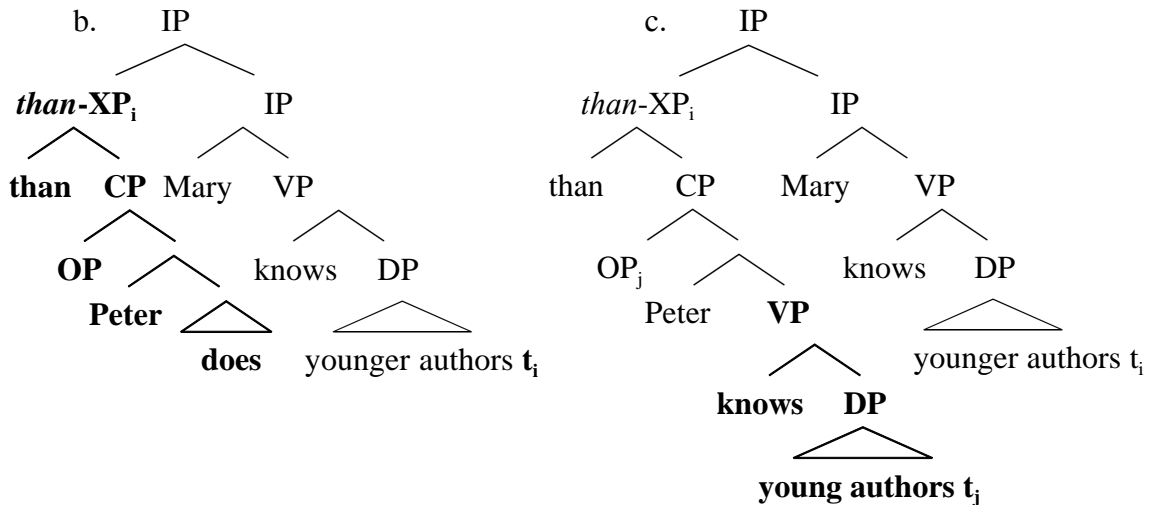 b. IP c. IP
than-XPi IP than-XPi IP
than CP Mary VP than CP Mary VP
OP knows DP OPj knows DP
Peter Peter VP
does younger authors ti younger authors ti
knows DP
young authors tj